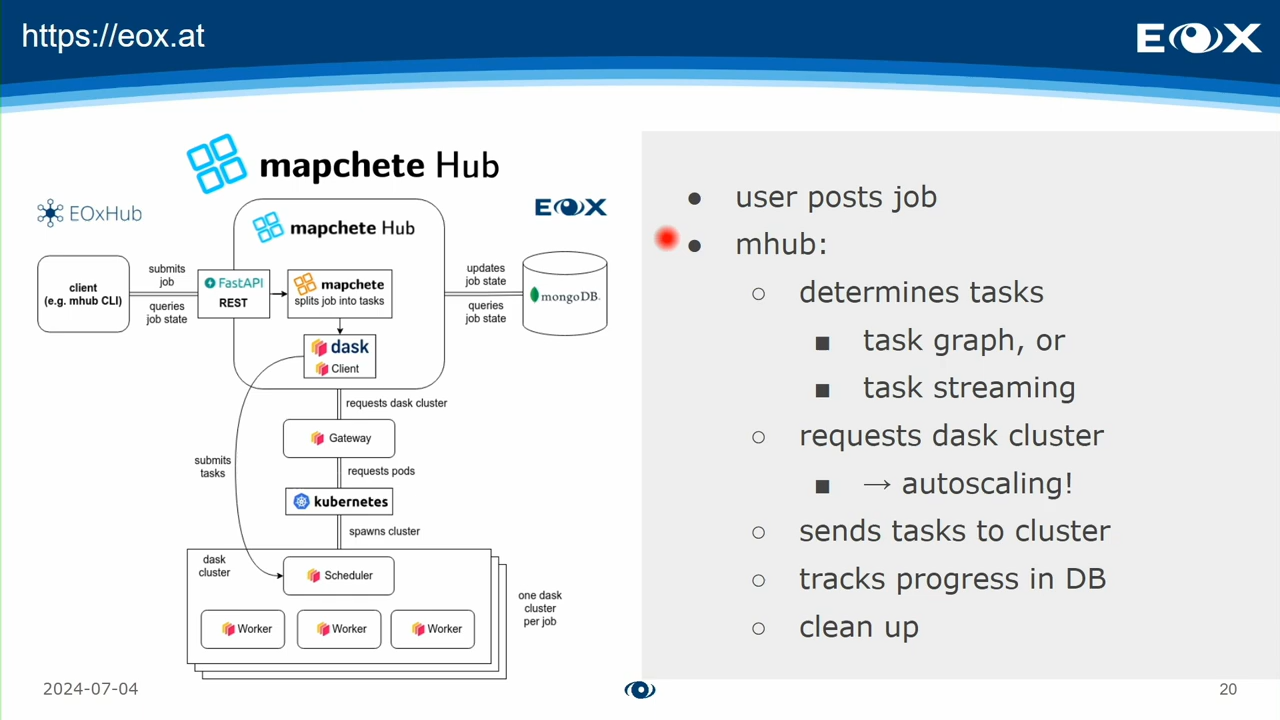 https://eox.at
EOX
mapchete Hub
EOxHub
mapchete Hub
EOX
client
(e.g. mhub CLI)
submits
job
queries
job state
FastAPI
REST
mapchete
splits job into tasks
updates
job state
queries
job state
mongoDB.
dask
Client
requests dask cluster
Gateway
submits
tasks
requests pods
kubernetes
spawns cluster
dask
cluster
Scheduler
Worker
Worker
Worker
one dask
cluster
per job
● user posts job
● mhub:
○ determines tasks
■ task graph, or
■ task streaming
○ requests dask cluster
■ → autoscaling!
○ sends tasks to cluster
○ tracks progress in DB
○ clean up
2024-07-04
20